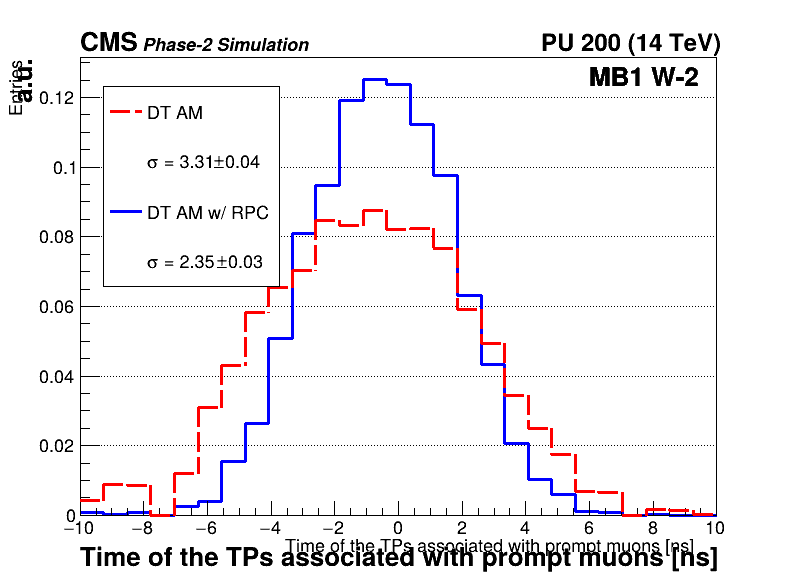 CMS Phase-2 Simulation PU 200 (14 TeV)
MB1 W-2
Entries
a.u.
0.12
0.1
0.08
0.06
0.04
0.02
0
DT AM
σ = 3.31±0.04
DT AM w/ RPC
σ = 2.35±0.03
−10 −8 −6 −4 −2 0 2 4 6 8 10
Time of the TPs associated with prompt muons [ns]
Time of the TPs associated with prompt muons [ns]